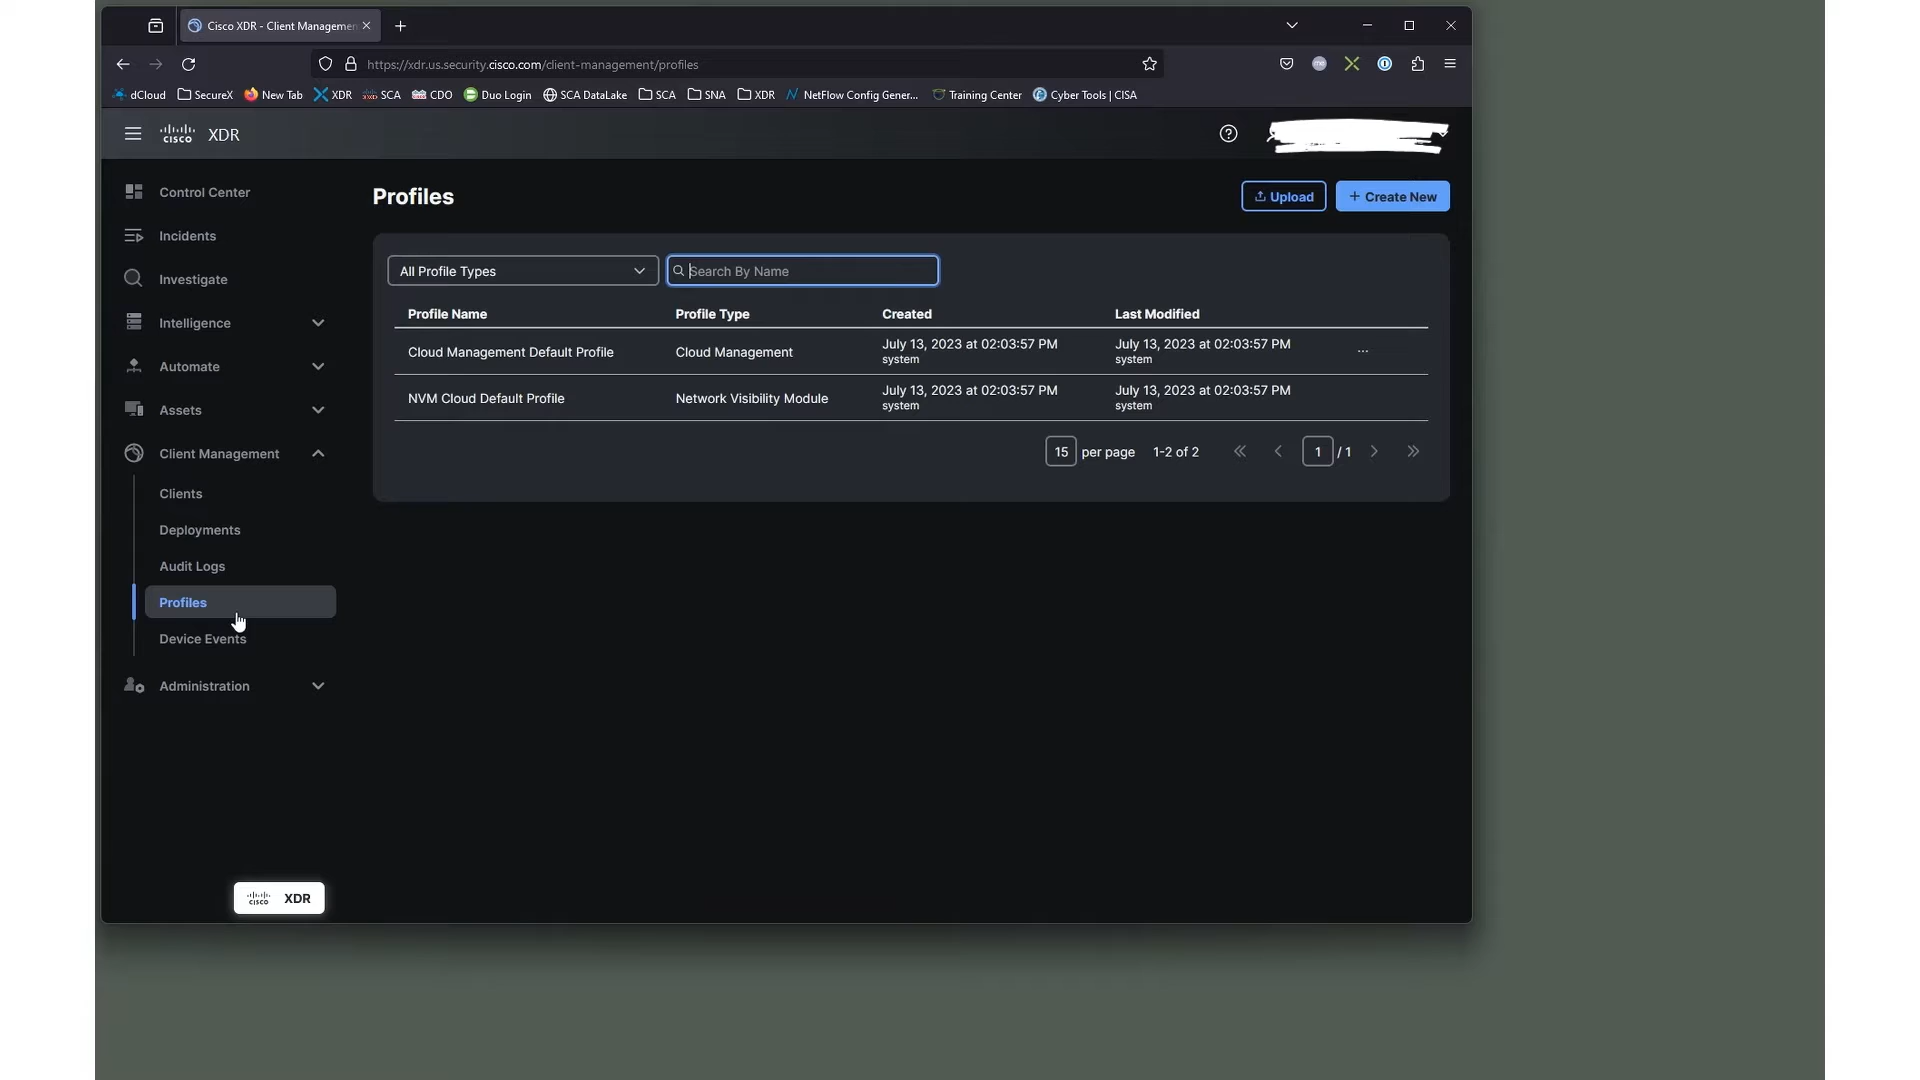 Cisco XDR - Client Managemen
https://xdr.us.security.cisco.com/client-management/profiles
dCloud SecureX New Tab XDR SCA CDO Duo Login SCA DataLake SCA SNA XDR NetFlow Config Gener... Training Center Cyber Tools | CISA
cisco XDR
Control Center
Incidents
Investigate
Intelligence
Automate
Assets
Client Management
Clients
Deployments
Audit Logs
Profiles
Device Events
Administration
cisco XDR
Profiles
Upload
+ Create New
All Profile Types
Search By Name
Profile Name Profile Type Created Last Modified
Cloud Management Default Profile Cloud Management July 13, 2023 at 02:03:57 PM July 13, 2023 at 02:03:57 PM ...
system system
NVM Cloud Default Profile Network Visibility Module July 13, 2023 at 02:03:57 PM July 13, 2023 at 02:03:57 PM
system system
15 per page 1-2 of 2 1 / 1